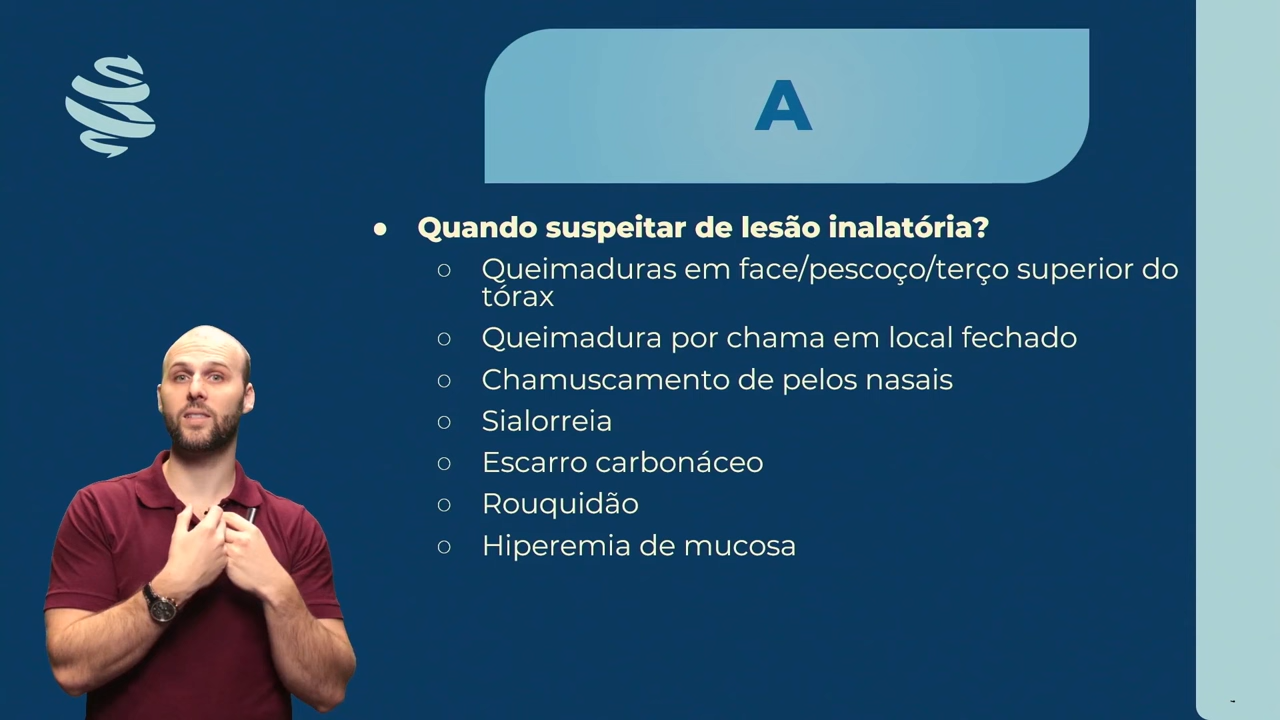 A
● Quando suspeitar de lesão inalatória?
○ Queimaduras em face/pescoço/terço superior do
tórax
○ Queimadura por chama em local fechado
○ Chamuscamento de pelos nasais
○ Sialorreia
○ Escarro carbonáceo
○ Rouquidão
○ Hiperemia de mucosa